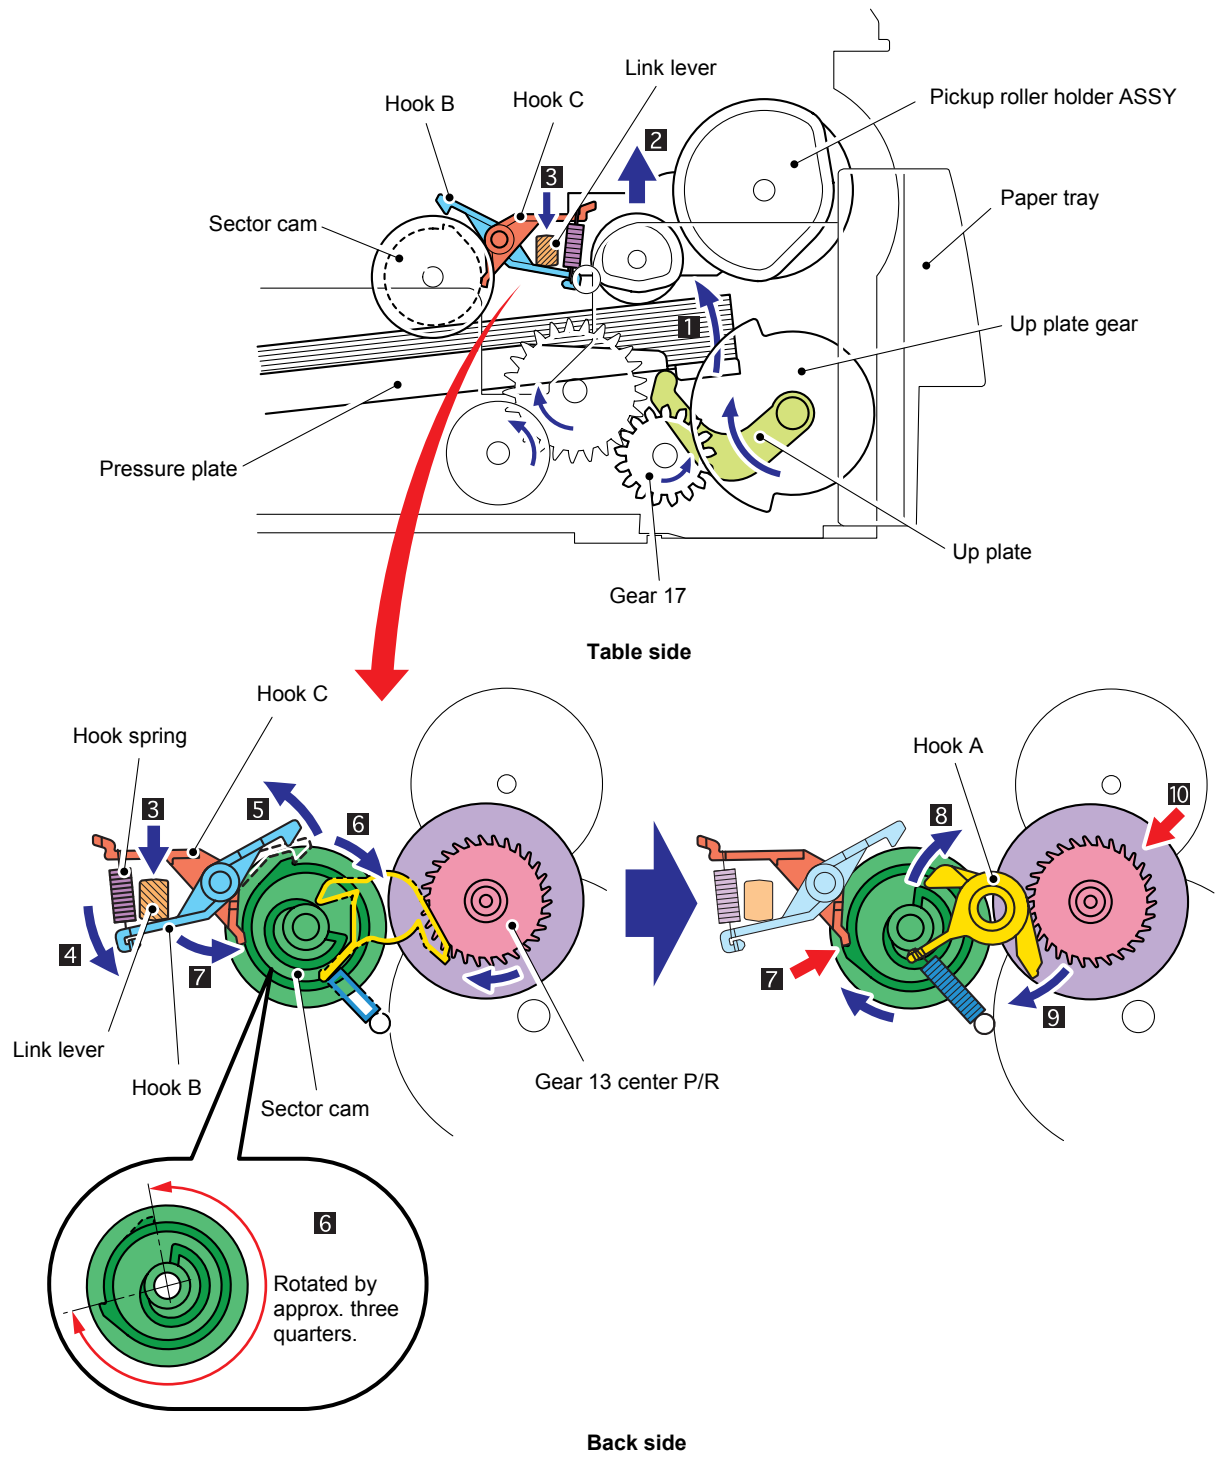 Link lever
Hook B
Hook C
Pickup roller holder ASSY
2
3
Paper tray
Sector cam
1
Up plate gear
Pressure plate
Up plate
Gear 17
Table side
Hook C
Hook spring
Hook A
3
5
6
8
10
4
7
7
9
Link lever
Hook B
Sector cam
Gear 13 center P/R
6
Rotated by
approx. three
quarters.
Back side